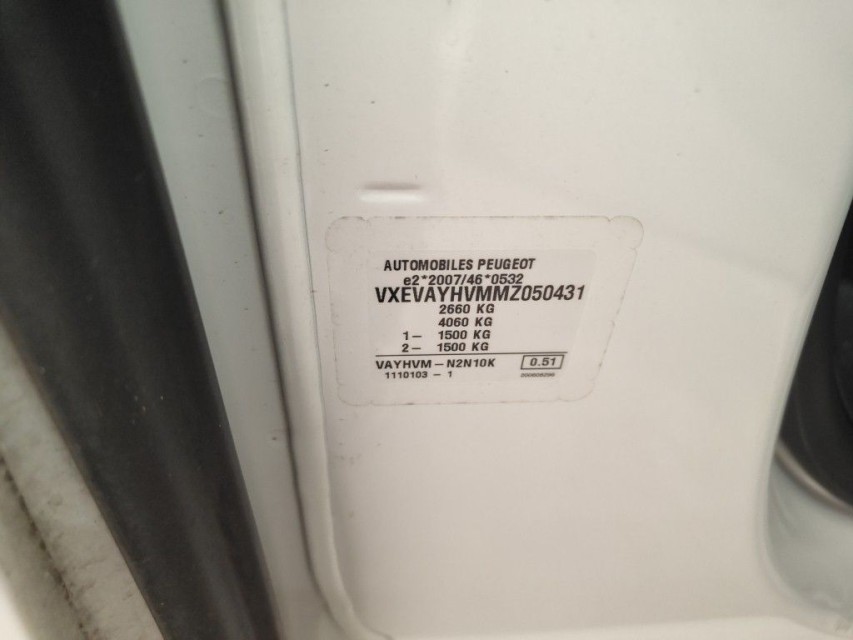 AUTOMOBILES PEUGEOT
e2*2007/46*0532
VXEVAYHVMMZ050431
2660 KG
4060 KG
1- 1500 KG
2- 1500 KG
VAYHVM-N2N10K 0.51
1110103 - 1